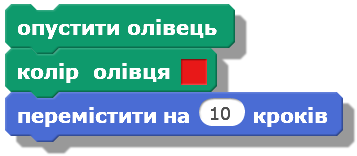 опустити олівець
колір олівця
перемістити на 10 кроків